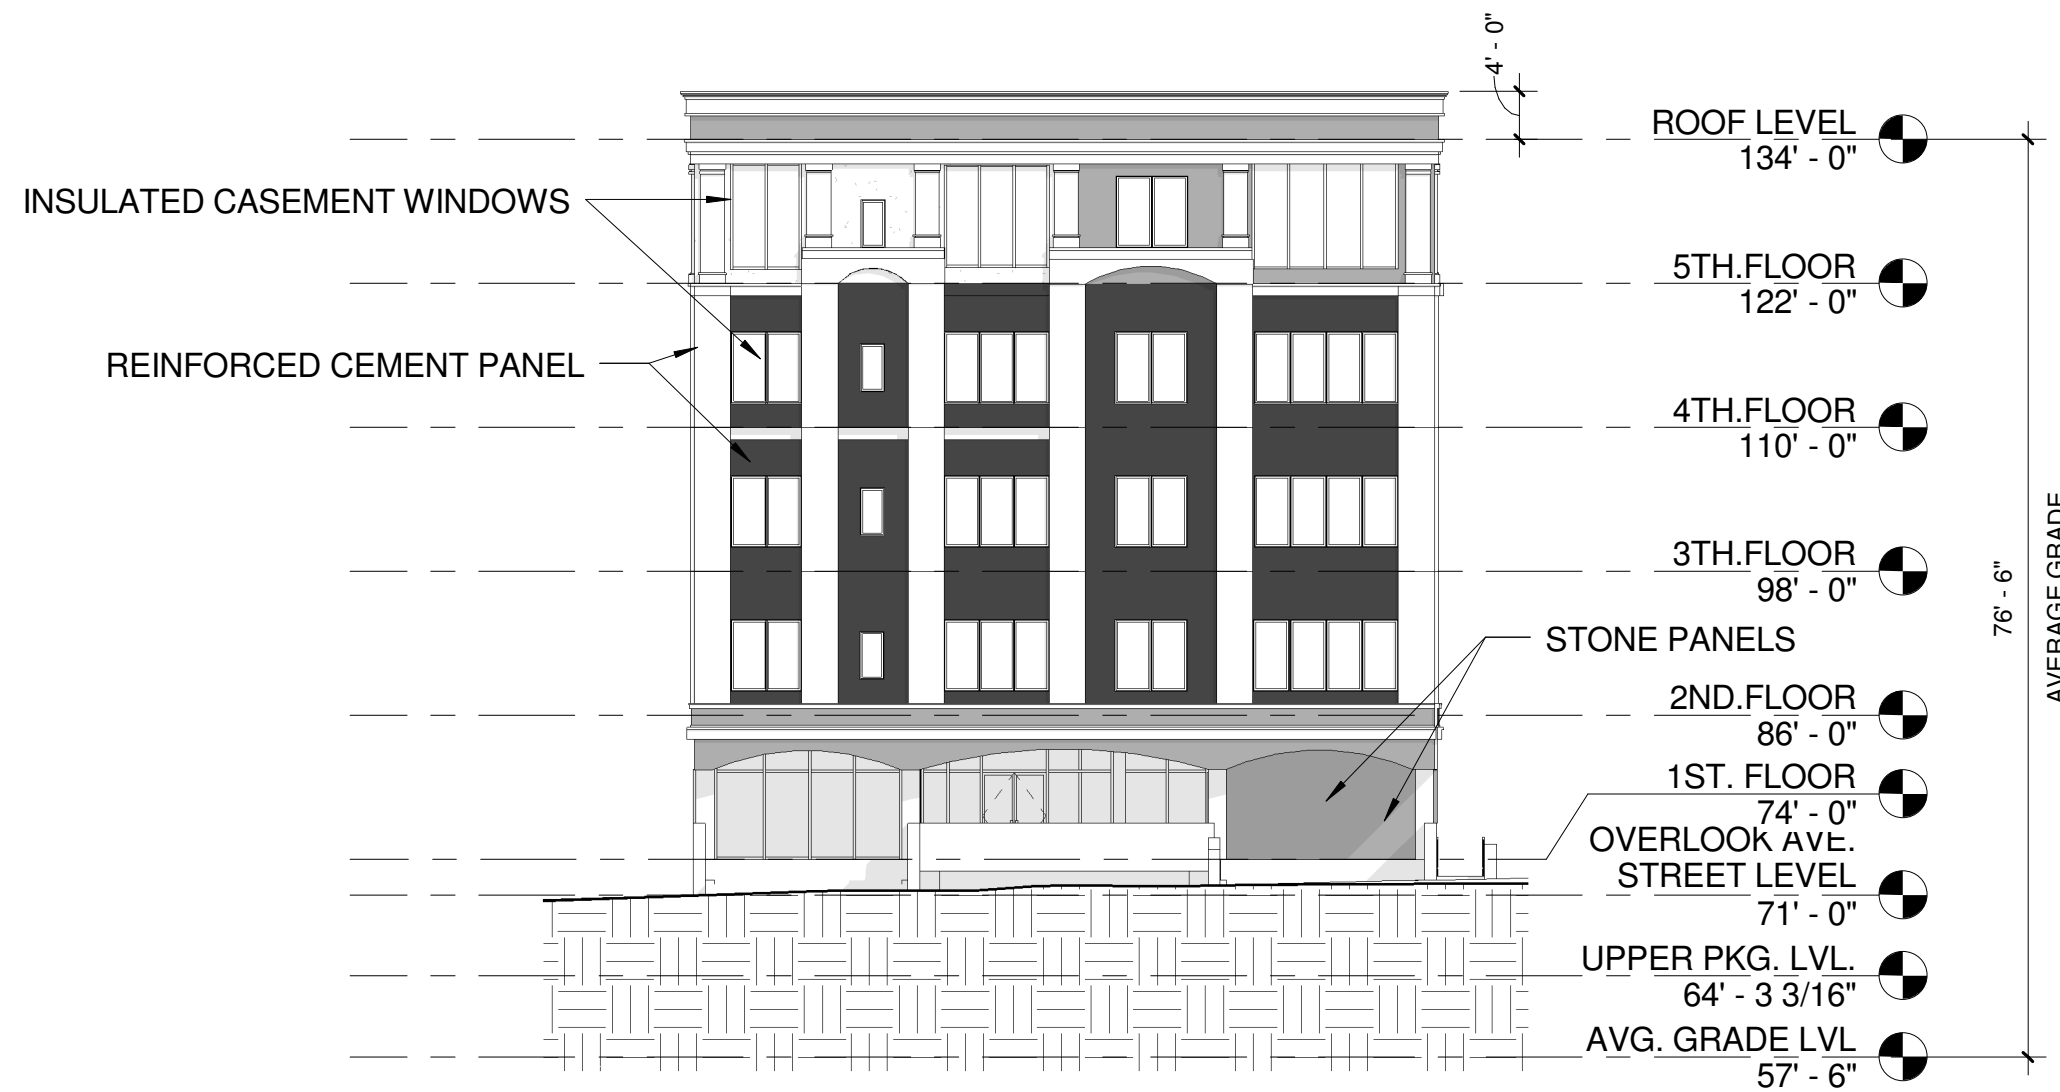 4' - 0"
ROOF LEVEL
134' - 0"
INSULATED CASEMENT WINDOWS
5TH.FLOOR
122' - 0"
REINFORCED CEMENT PANEL
4TH.FLOOR
110' - 0"
3TH.FLOOR
98' - 0"
76' - 6"
AVERAGE GRADE
STONE PANELS
2ND.FLOOR
86' - 0"
1ST. FLOOR
74' - 0"
OVERLOOK AVE.
STREET LEVEL
71' - 0"
UPPER PKG. LVL.
64' - 3 3/16"
AVG. GRADE LVL
57' - 6"